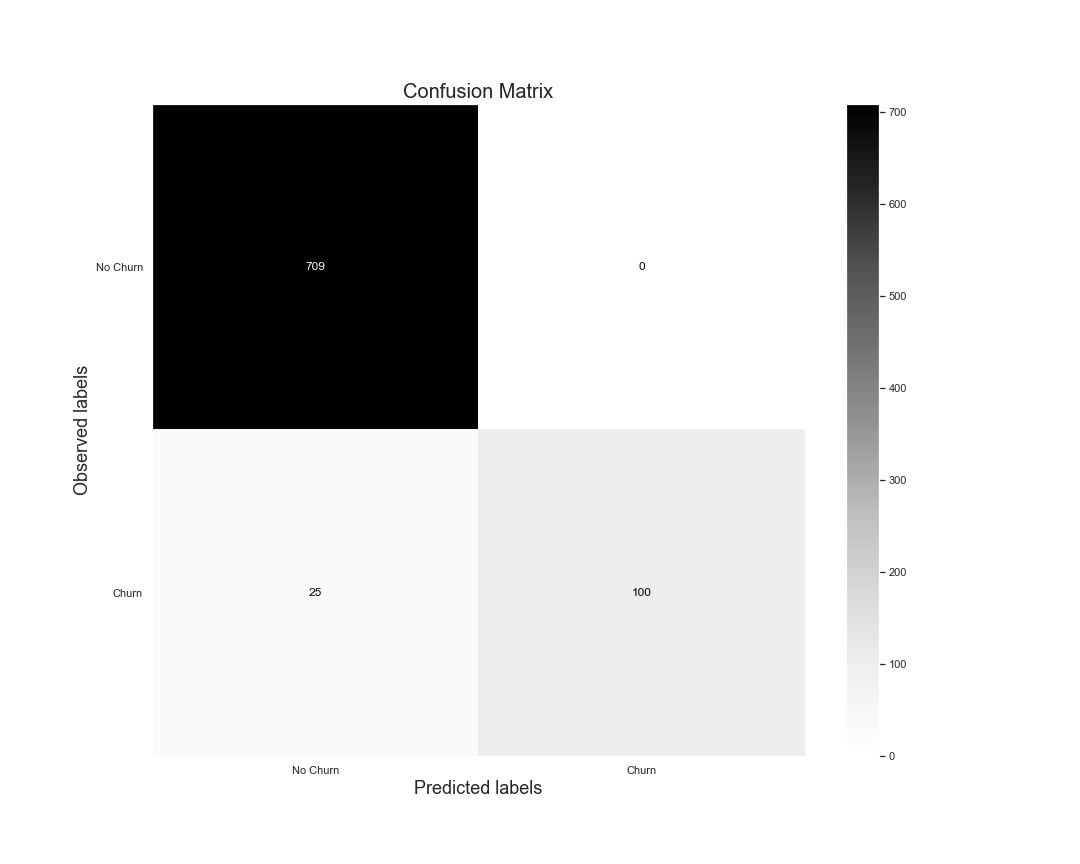 Confusion Matrix
No Churn
709
0
Observed labels
Churn
25
100
No Churn
Churn
Predicted labels
700
600
500
400
300
200
100
0